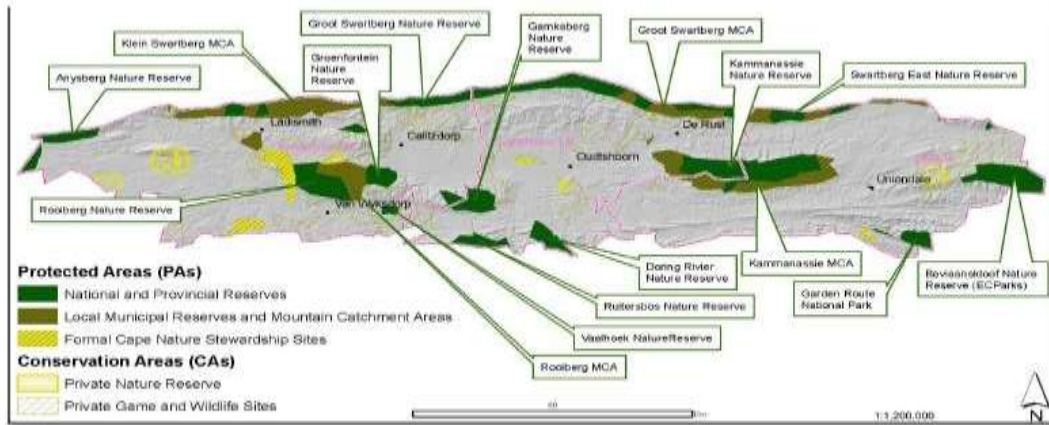 Groot Swartberg Nature Reserve
Gamkaberg
Nature
Reserve
Groot Swartberg MCA
Klein Swartberg MCA
Groenfontein
Nature
Reserve
Kammanassie
Nature Reserve
Anysberg Nature Reserve
Swartberg East Nature Reserve
Ladismith
Calitzdorp
De Rust
Oudtshoorn
Uniondale
Rooiberg Nature Reserve
Van Wyksdorp
Protected Areas (PAs)
National and Provincial Reserves
Local Municipal Reserves and Mountain Catchment Areas
Formal Cape Nature Stewardship Sites
Conservation Areas (CAs)
Private Nature Reserve
Private Game and Wildlife Sites
Doring Rivier
Nature Reserve
Kammanassie MCA
Garden Route
National Park
Baviaanskloof Nature
Reserve (ECParks)
Ruitersbos Nature Reserve
Vaalhoek NatureReserve
Rooiberg MCA
N
1:1,200,000